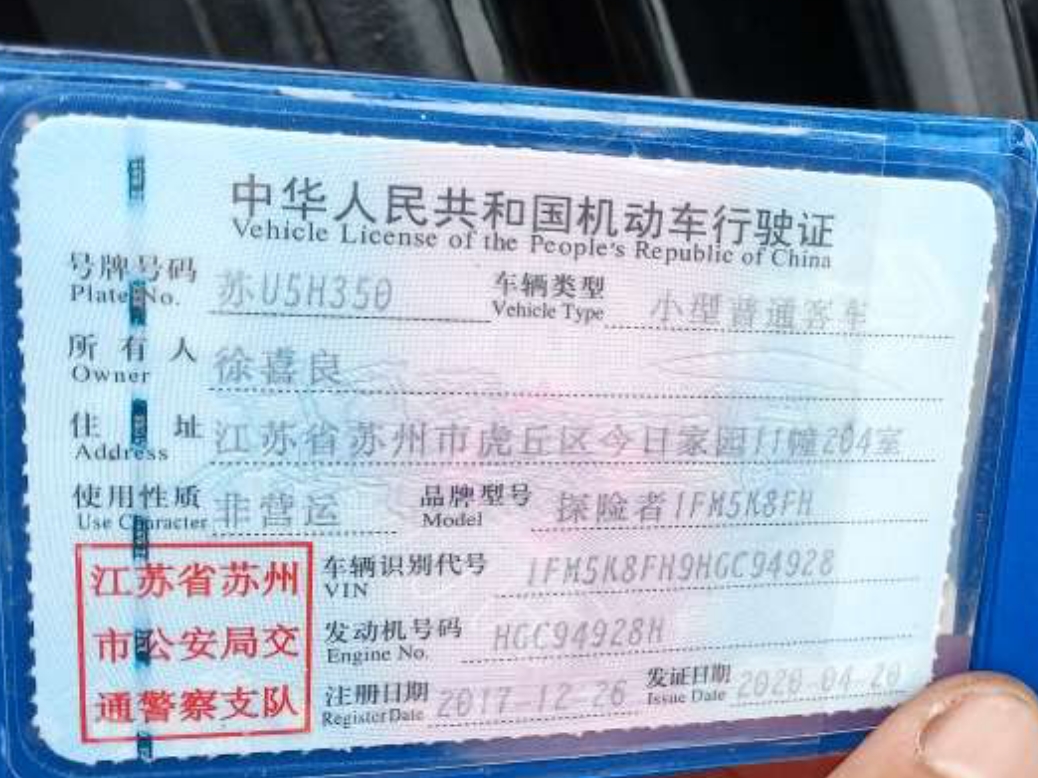 中华人民共和国机动车行驶证
Vehicle License of the People's Republic of China
号牌号码 苏U5H350 车辆类型 小型普通客车
Plate No. Vehicle Type
所有人 徐喜良
Owner
住址 江苏省苏州市虎丘区今日家园11幢204室
Address
使用性质 非营运 品牌型号 探险者1FM5K8FH
Use Character Model
江苏省苏州 车辆识别代号 1FM5K8FH9HGC94928
VIN
市公安局交 发动机号码 HGC94928H
Engine No.
通警察支队 注册日期 2017-12-26 发证日期 2020-04-20
Register Date Issue Date